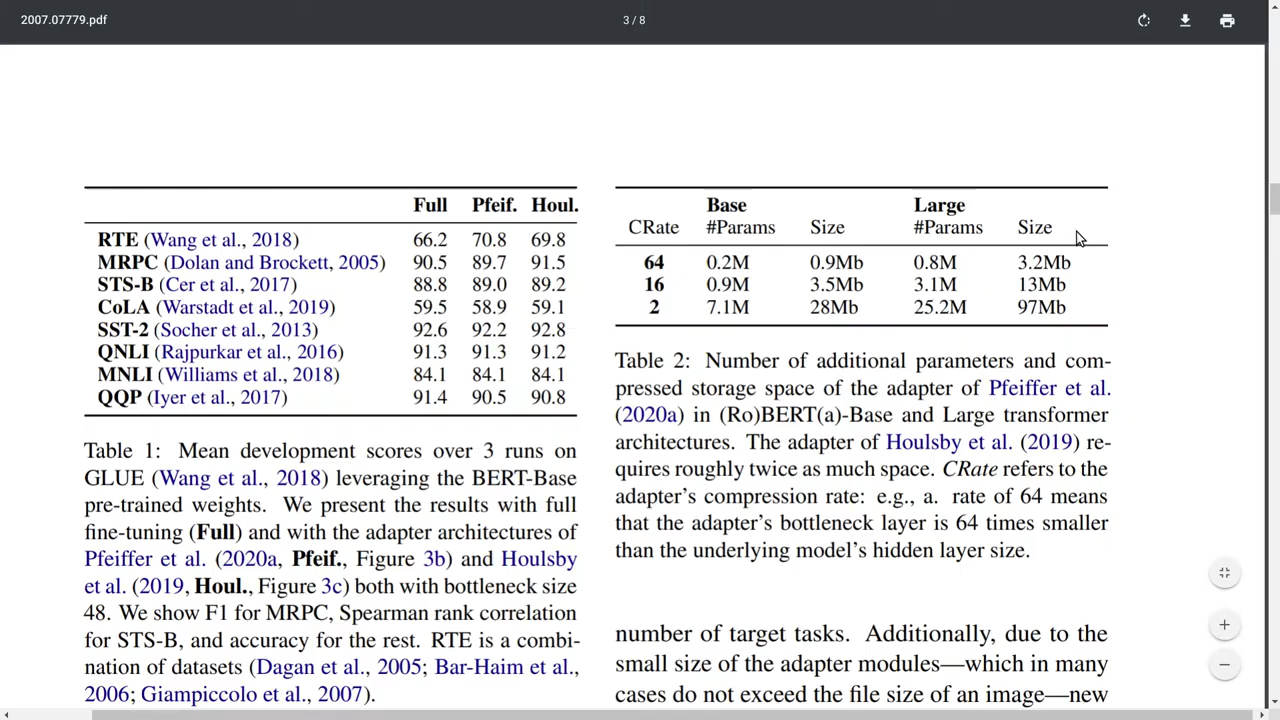 2007.07779.pdf
3 / 8
Full Pfeif. Houl.
RTE (Wang et al., 2018) 66.2 70.8 69.8
MRPC (Dolan and Brockett, 2005) 90.5 89.7 91.5
STS-B (Cer et al., 2017) 88.8 89.0 89.2
CoLA (Warstadt et al., 2019) 59.5 58.9 59.1
SST-2 (Socher et al., 2013) 92.6 92.2 92.8
QNLI (Rajpurkar et al., 2016) 91.3 91.3 91.2
MNLI (Williams et al., 2018) 84.1 84.1 84.1
QQP (Iyer et al., 2017) 91.4 90.5 90.8
Table 1: Mean development scores over 3 runs on
GLUE (Wang et al., 2018) leveraging the BERT-Base
pre-trained weights. We present the results with full
fine-tuning (Full) and with the adapter architectures of
Pfeiffer et al. (2020a, Pfeif., Figure 3b) and Houlsby
et al. (2019, Houl., Figure 3c) both with bottleneck size
48. We show F1 for MRPC, Spearman rank correlation
for STS-B, and accuracy for the rest. RTE is a combi-
nation of datasets (Dagan et al., 2005; Bar-Haim et al.,
2006; Giampiccolo et al., 2007).
Base Large
CRate #Params Size #Params Size
64 0.2M 0.9Mb 0.8M 3.2Mb
16 0.9M 3.5Mb 3.1M 13Mb
2 7.1M 28Mb 25.2M 97Mb
Table 2: Number of additional parameters and com-
pressed storage space of the adapter of Pfeiffer et al.
(2020a) in (Ro)BERT(a)-Base and Large transformer
architectures. The adapter of Houlsby et al. (2019) re-
quires roughly twice as much space. CRate refers to the
adapter's compression rate: e.g., a. rate of 64 means
that the adapter's bottleneck layer is 64 times smaller
than the underlying model's hidden layer size.
number of target tasks. Additionally, due to the
small size of the adapter modules—which in many
cases do not exceed the file size of an image—new